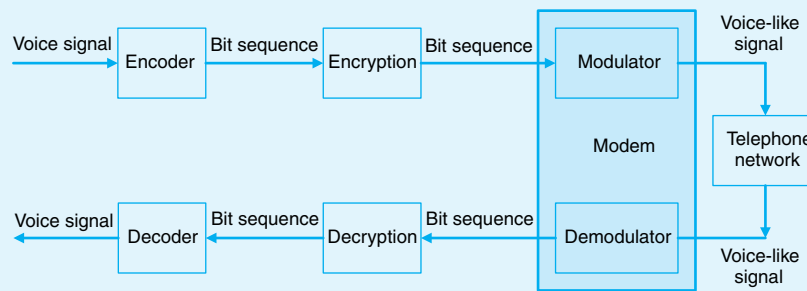 Voice signal
Encoder
Bit sequence
Encryption
Bit sequence
Modulator
Voice-like
signal
Modem
Telephone
network
Voice signal
Decoder
Bit sequence
Decryption
Bit sequence
Demodulator
Voice-like
signal